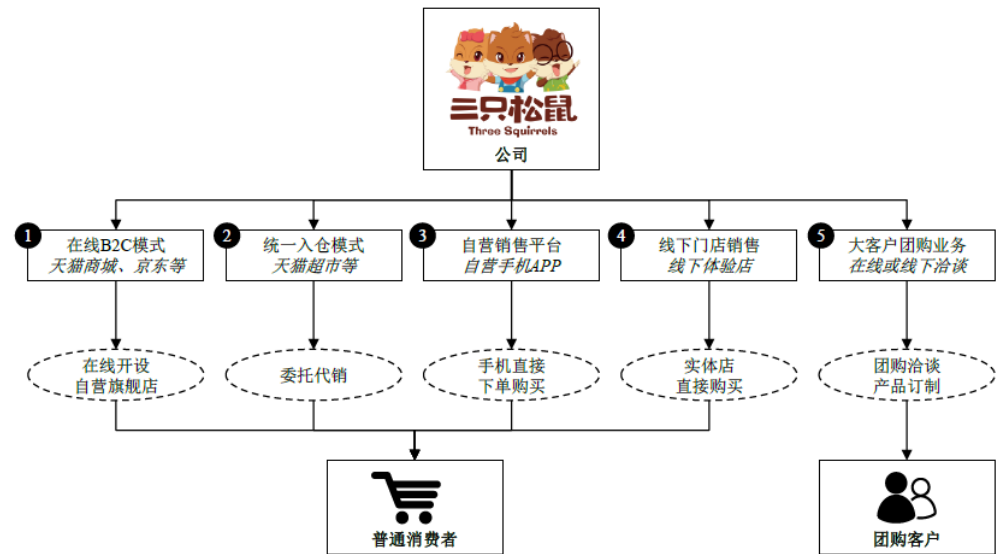 三只松鼠
Three Squirrels
公司
1
在线B2C模式
天猫商城、京东等
2
统一入仓模式
天猫超市等
3
自营销售平台
自营手机APP
4
线下门店销售
线下体验店
5
大客户团购业务
在线或线下洽谈
在线开设
自营旗舰店
委托代销
手机直接
下单购买
实体店
直接购买
团购洽谈
产品订制
普通消费者
团购客户